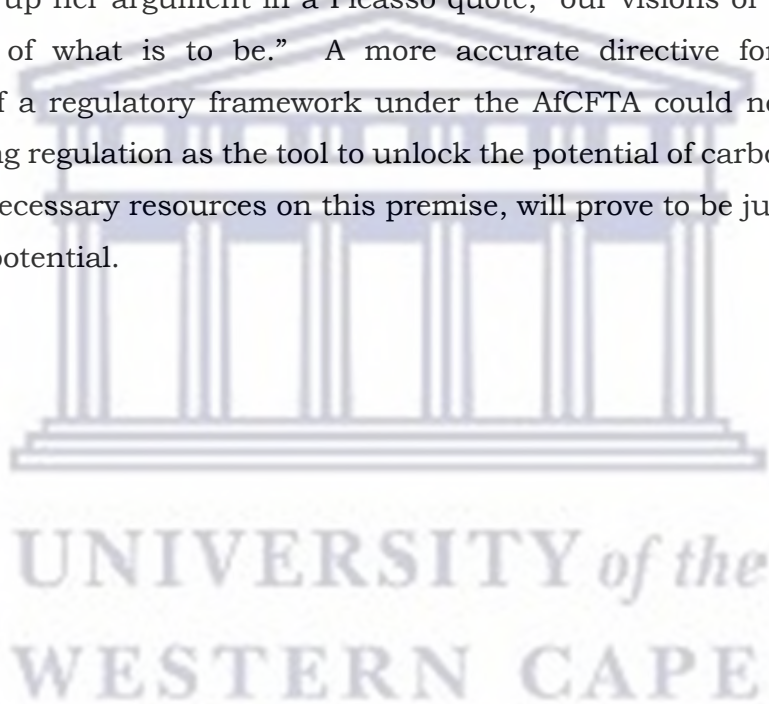 up her argument in a Picasso quote, “our visions of
of what is to be.” A more accurate directive for
f a regulatory framework under the AfCFTA could no
ng regulation as the tool to unlock the potential of carbo
ecessary resources on this premise, will prove to be ju
potential.
UNIVERSITY of the
WESTERN CAPE